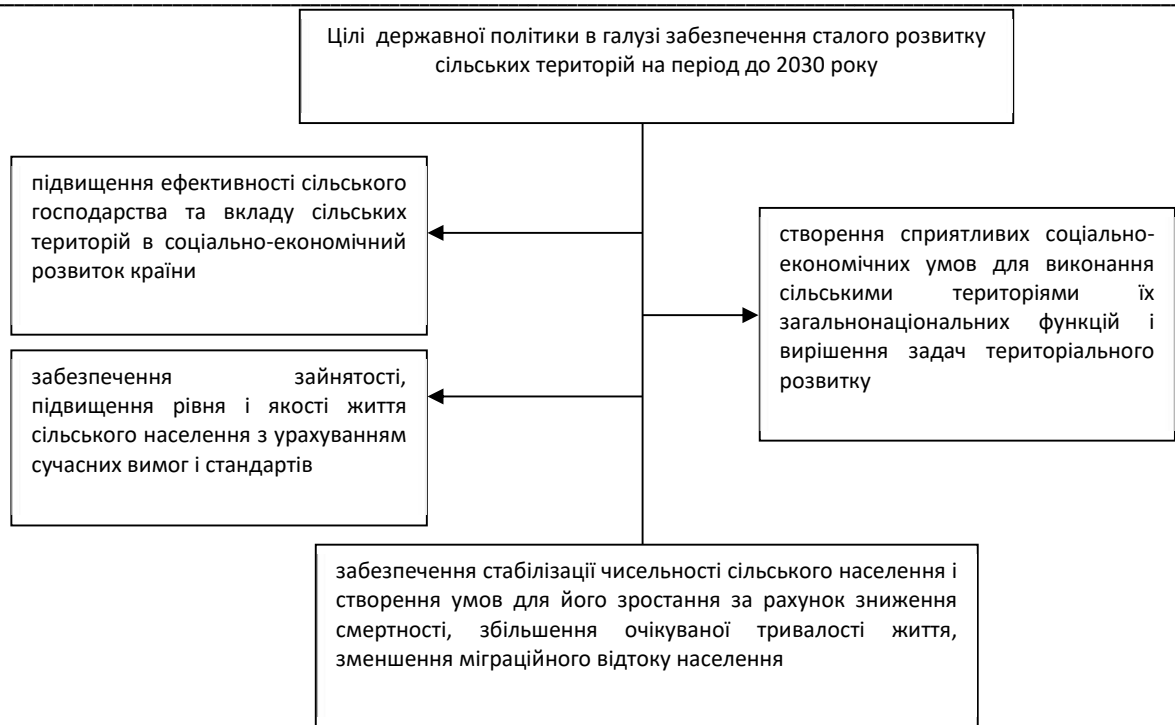 Цілі державної політики в галузі забезпечення сталого розвитку
сільських територій на період до 2030 року
підвищення ефективності сільського
господарства та вкладу сільських
територій в соціально-економічний
розвиток країни
створення сприятливих соціально-
економічних умов для виконання
сільськими територіями їх
загальнонаціональних функцій і
вирішення задач територіального
розвитку
забезпечення зайнятості,
підвищення рівня і якості життя
сільського населення з урахуванням
сучасних вимог і стандартів
забезпечення стабілізації чисельності сільського населення і
створення умов для його зростання за рахунок зниження
смертності, збільшення очікуваної тривалості життя,
зменшення міграційного відтоку населення